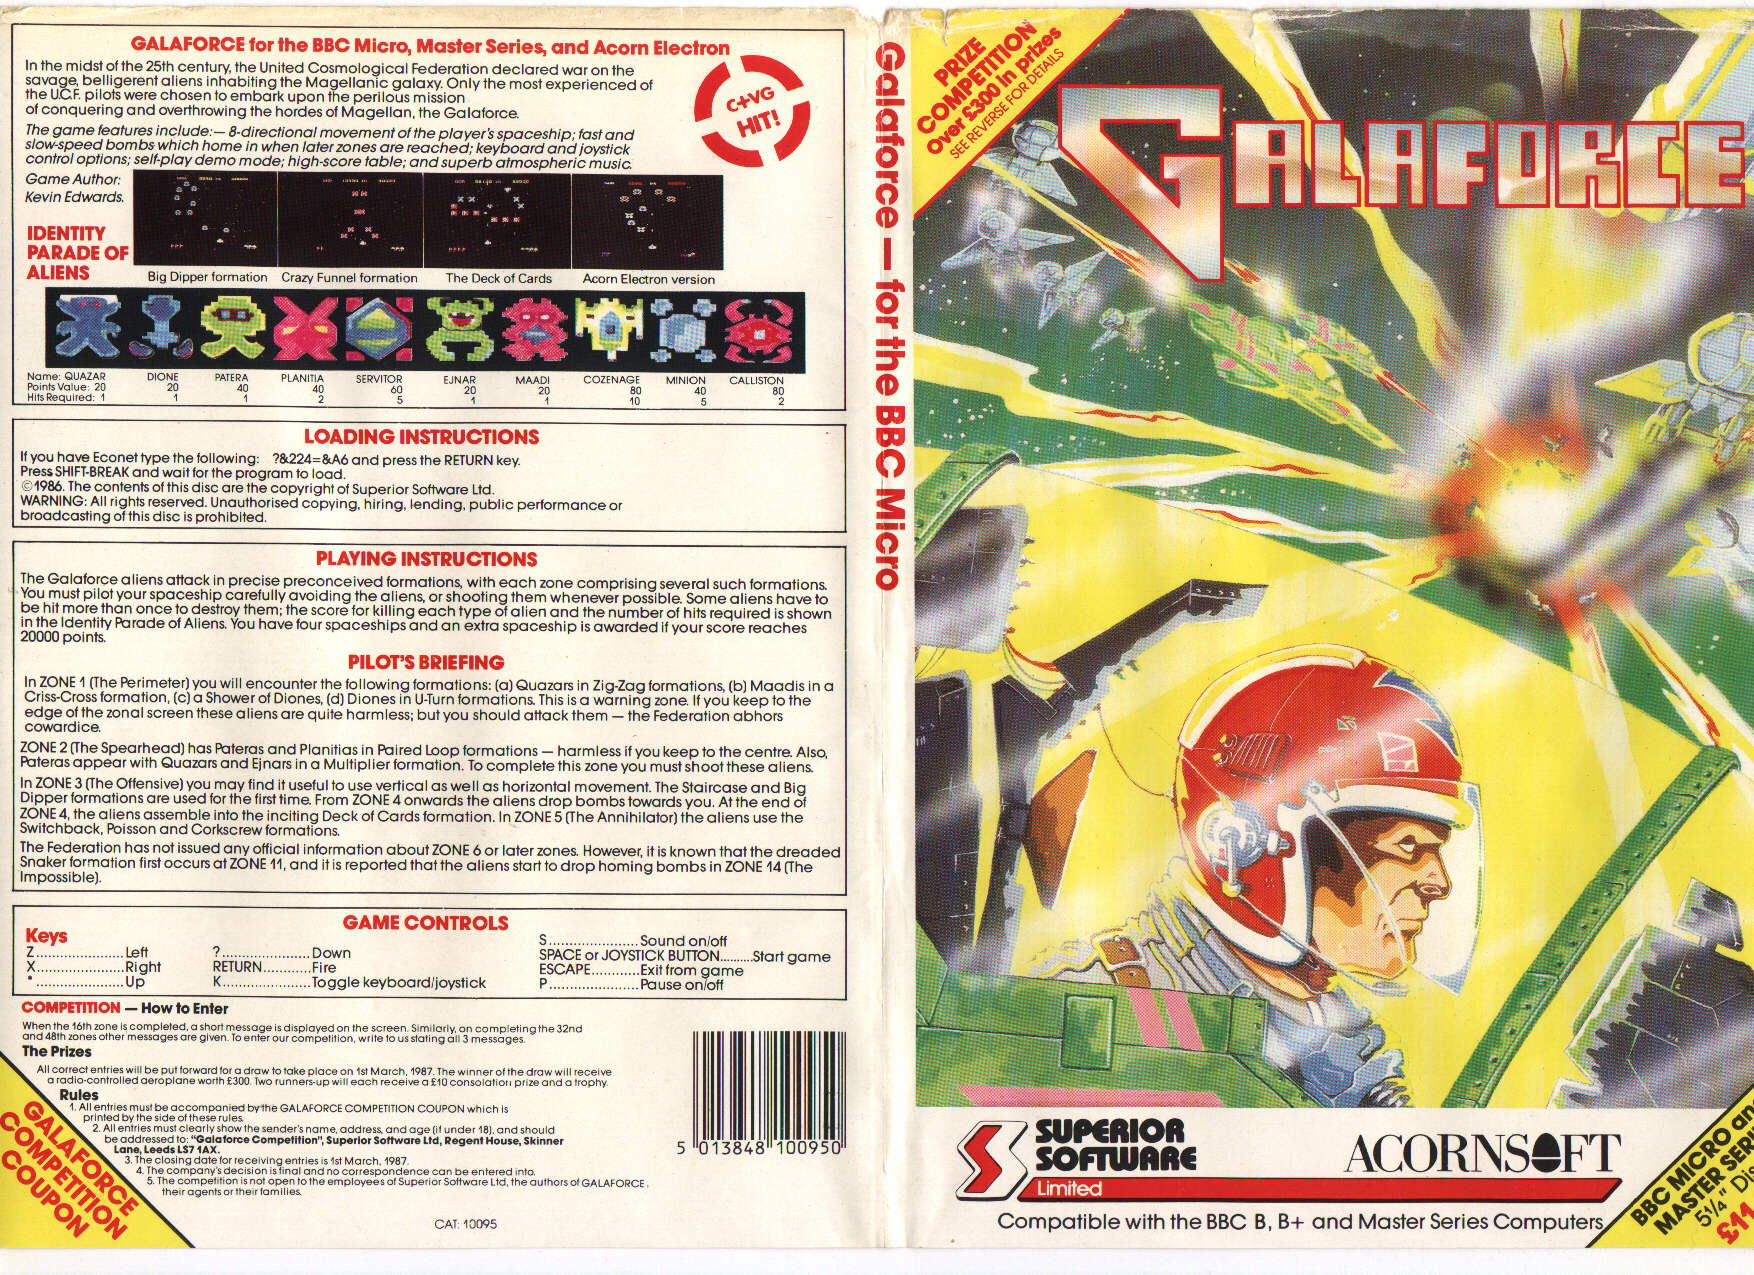 GALAFORCE for the BBC Micro, Master Series, and Acorn Electron
In the midst of the 25th century, the United Cosmological Federation declared war on the
savage, belligerent aliens inhabiting the Magellanic galaxy. Only the most experienced of
the U.C.F. pilots were chosen to embark upon the perilous mission
of conquering and overthrowing the hordes of Magellan, the Galaforce.
The game features include:— 8-directional movement of the player's spaceship; fast and
slow-speed bombs which home in when later zones are reached; keyboard and joystick
control options; self-play demo mode; high-score table; and superb atmospheric music.
C+VG
HIT!
Game Author:
Kevin Edwards.
IDENTITY
PARADE OF
ALIENS
Big Dipper formation Crazy Funnel formation The Deck of Cards Acorn Electron version
Name: QUAZAR DIONE PATERA PLANITIA SERVITOR EJNAR MAADI COZENAGE MINION CALLISTON
Points Value: 20 20 40 40 60 20 20 80 40 80
Hits Required: 1 1 1 2 5 1 1 10 5 2
LOADING INSTRUCTIONS
If you have Econet type the following: ?&224=&A6 and press the RETURN key.
Press SHIFT-BREAK and wait for the program to load.
©1986. The contents of this disc are the copyright of Superior Software Ltd.
WARNING: All rights reserved. Unauthorised copying, hiring, lending, public performance or
broadcasting of this disc is prohibited.
PLAYING INSTRUCTIONS
The Galaforce aliens attack in precise preconceived formations, with each zone comprising several such formations.
You must pilot your spaceship carefully avoiding the aliens, or shooting them whenever possible. Some aliens have to
be hit more than once to destroy them; the score for killing each type of alien and the number of hits required is shown
in the Identity Parade of Aliens. You have four spaceships and an extra spaceship is awarded if your score reaches
20000 points.
PILOT'S BRIEFING
In ZONE 1 (The Perimeter) you will encounter the following formations: (a) Quazars in Zig-Zag formations, (b) Maadis in a
Criss-Cross formation, (c) a Shower of Diones, (d) Diones in U-Turn formations. This is a warning zone. If you keep to the
edge of the zonal screen these aliens are quite harmless; but you should attack them — the Federation abhors
cowardice.
ZONE 2 (The Spearhead) has Pateras and Planitias in Paired Loop formations — harmless if you keep to the centre. Also,
Pateras appear with Quazars and Ejnars in a Multiplier formation. To complete this zone you must shoot these aliens.
In ZONE 3 (The Offensive) you may find it useful to use vertical as well as horizontal movement. The Staircase and Big
Dipper formations are used for the first time. From ZONE 4 onwards the aliens drop bombs towards you. At the end of
ZONE 4, the aliens assemble into the inciting Deck of Cards formation. In ZONE 5 (The Annihilator) the aliens use the
Switchback, Poisson and Corkscrew formations.
The Federation has not issued any official information about ZONE 6 or later zones. However, it is known that the dreaded
Snaker formation first occurs at ZONE 11, and it is reported that the aliens start to drop homing bombs in ZONE 14 (The
Impossible).
GAME CONTROLS
Keys
Z.....................Left
X.....................Right
*.....................Up
?.....................Down
RETURN...........Fire
K.....................Toggle keyboard/joystick
S.....................Sound on/off
SPACE or JOYSTICK BUTTON.........Start game
ESCAPE...........Exit from game
P.....................Pause on/off
COMPETITION — How to Enter
When the 16th zone is completed, a short message is displayed on the screen. Similarly, on completing the 32nd
and 48th zones other messages are given. To enter our competition, write to us stating all 3 messages.
The Prizes
All correct entries will be put forward for a draw to take place on 1st March, 1987. The winner of the draw will receive
a radio-controlled aeroplane worth £300. Two runners-up will each receive a £10 consolation prize and a trophy.
Rules
1. All entries must be accompanied by the GALAFORCE COMPETITION COUPON which is
printed by the side of these rules.
2. All entries must clearly show the sender's name, address, and age (if under 18), and should
be addressed to: "Galaforce Competition", Superior Software Ltd, Regent House, Skinner
Lane, Leeds LS7 1AX.
3. The closing date for receiving entries is 1st March, 1987.
4. The company's decision is final and no correspondence can be entered into.
5. The competition is not open to the employees of Superior Software Ltd, the authors of GALAFORCE,
their agents or their families.
GALAFORCE
COMPETITION
COUPON
CAT: 10095
5 013848 100950
Galaforce — for the BBC Micro
PRIZE
COMPETITION
Over £300 in prizes
SEE REVERSE FOR DETAILS
GALAFORCE
SUPERIOR
SOFTWARE
Limited
ACORNSOFT
Compatible with the BBC B, B+ and Master Series Computers
BBC MICRO and
MASTER SERIES
5¼" Disc
£11